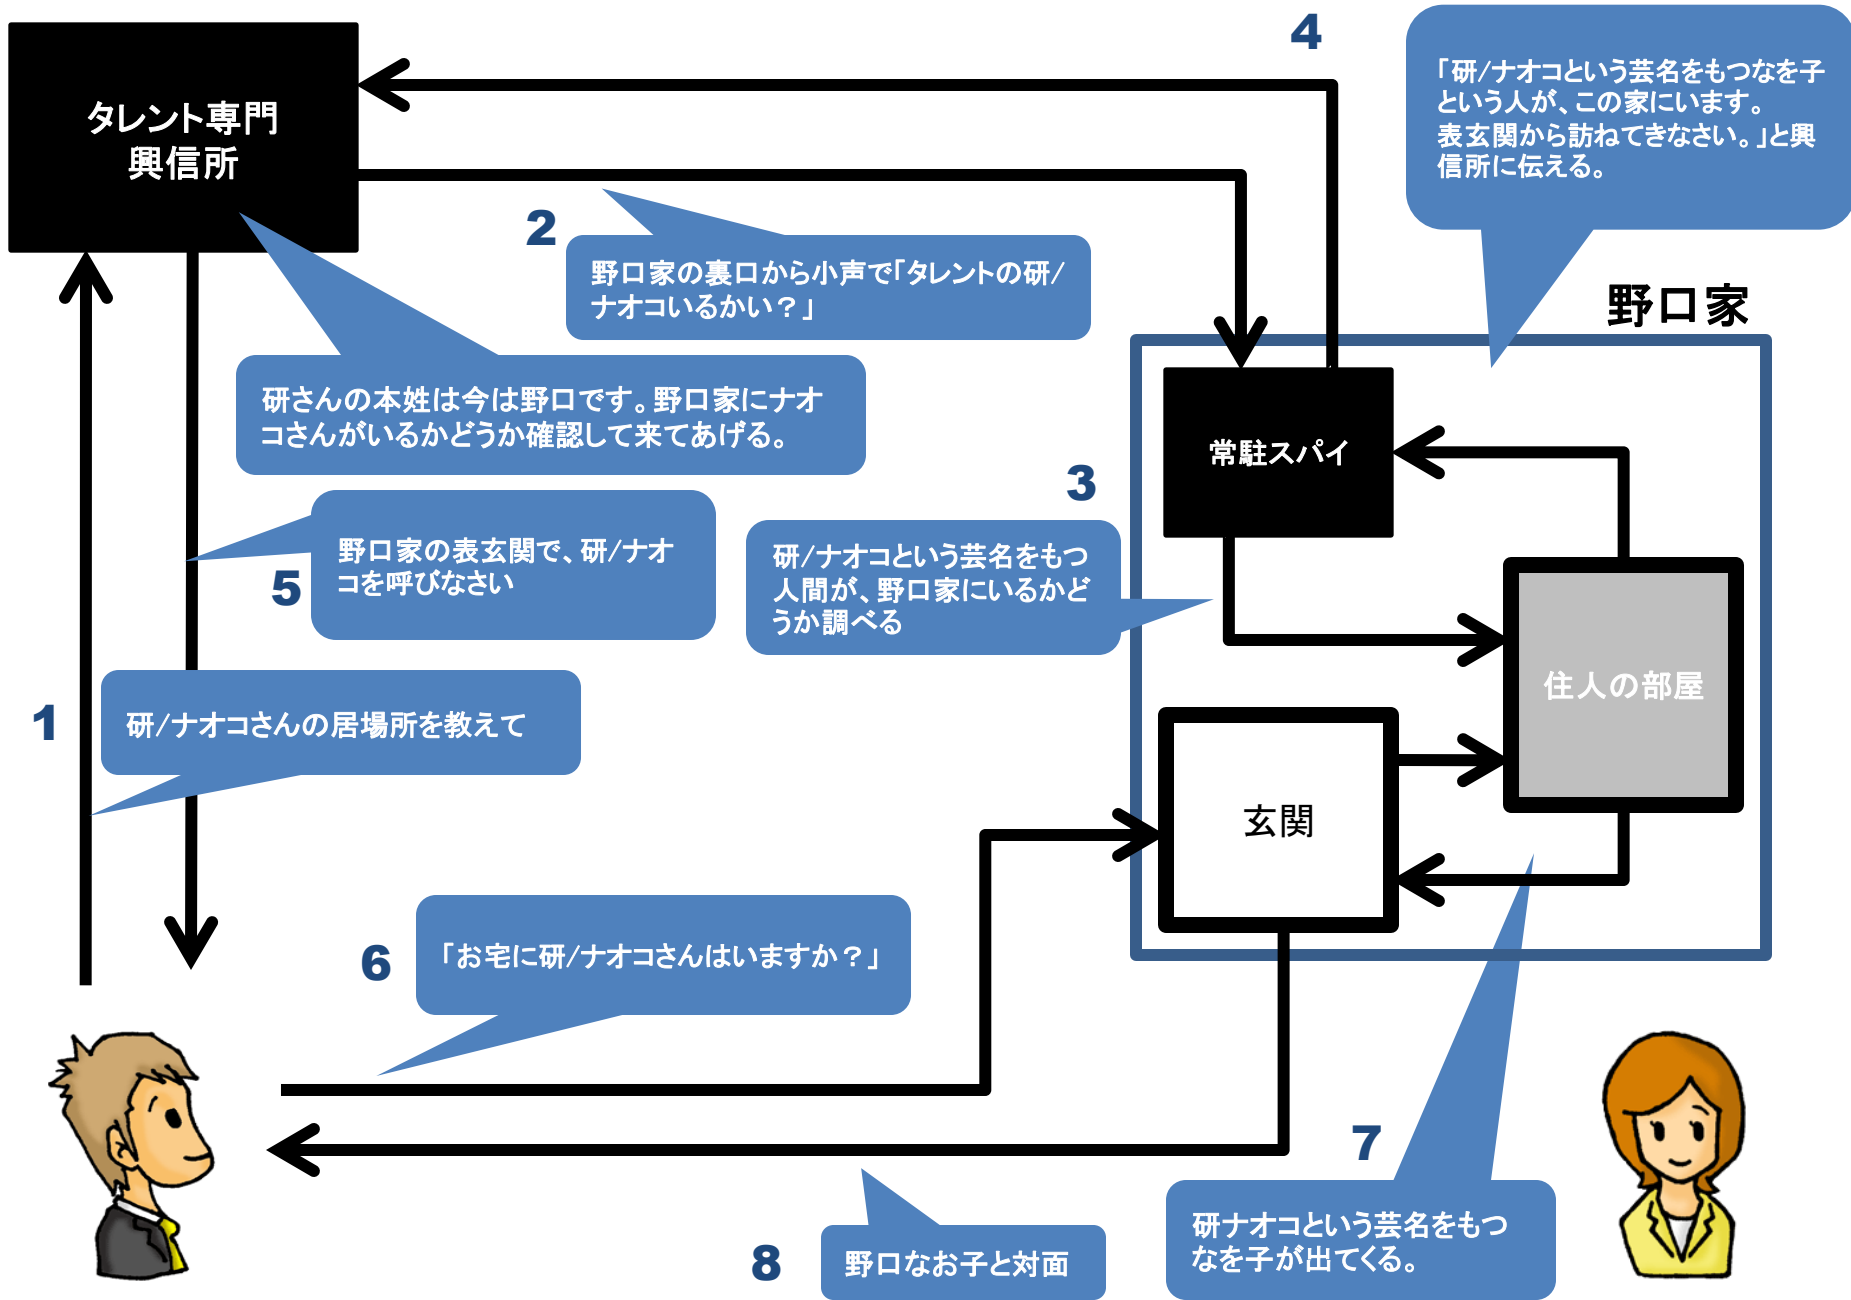 タレント専門
興信所
4
「研/ナオコという芸名をもつなを子
という人が、この家にいます。
表玄関から訪ねてきなさい。」と興
信所に伝える。
2
野口家の裏口から小声で「タレントの研/
ナオコいるかい？」
野口家
研さんの本姓は今は野口です。野口家にナオ
コさんがいるかどうか確認して来てあげる。
常駐スパイ
3
研/ナオコという芸名をもつ
人間が、野口家にいるかど
うか調べる
5
野口家の表玄関で、研/ナオ
コを呼びなさい
住人の部屋
1
研/ナオコさんの居場所を教えて
玄関
6
「お宅に研/ナオコさんはいますか？」
7
研ナオコという芸名をもつ
なを子が出てくる。
8
野口なお子と対面